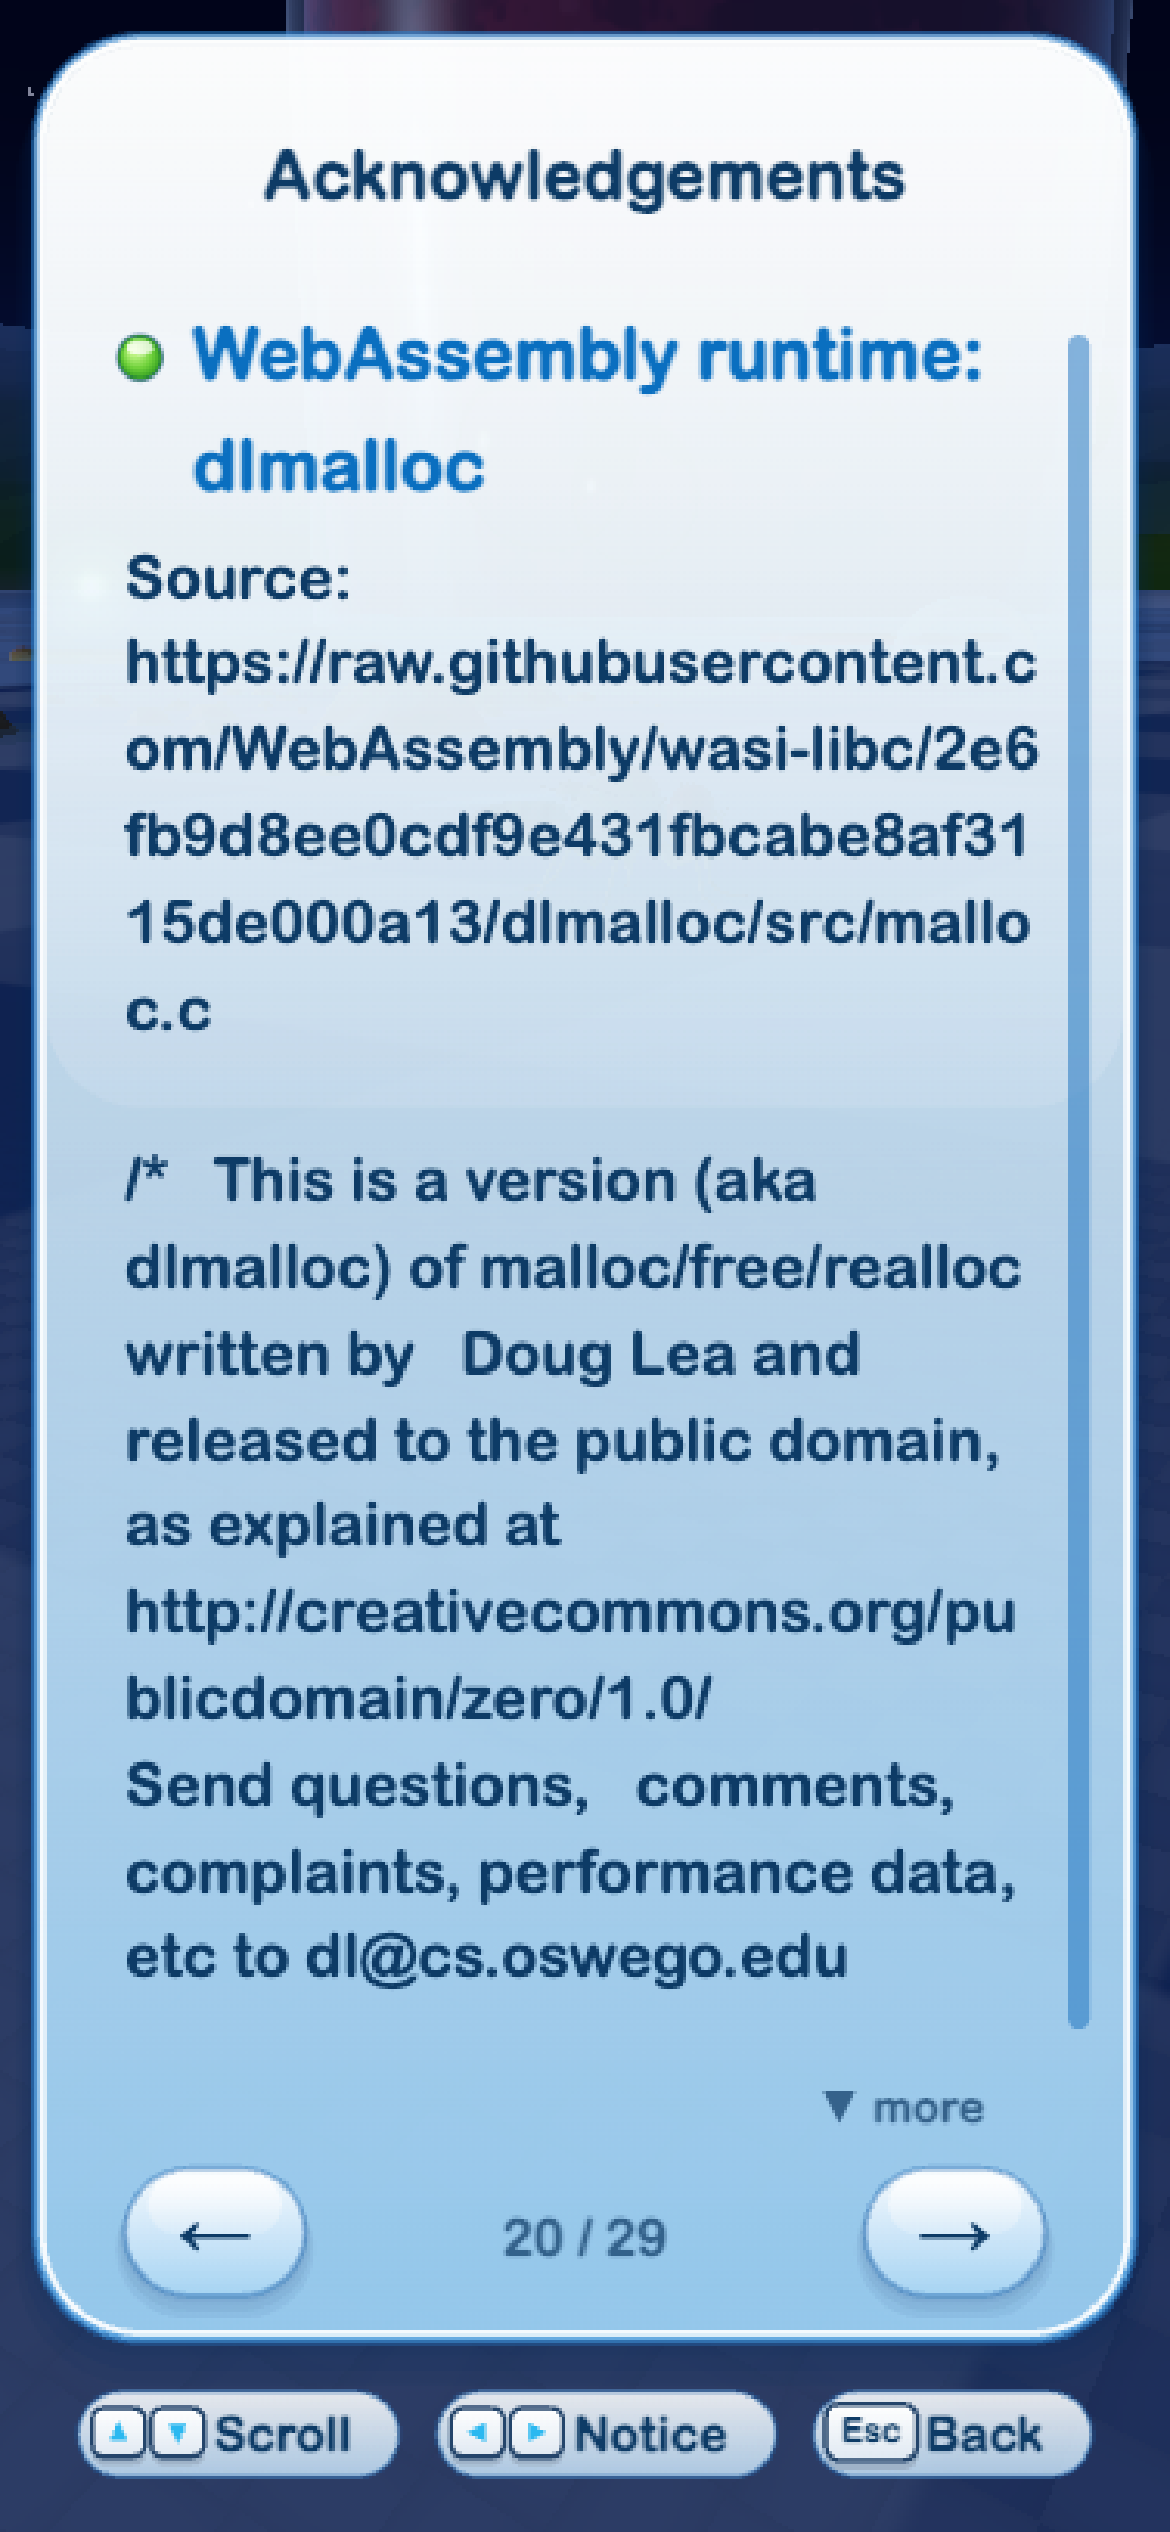 Acknowledgements
WebAssembly runtime:
dlmalloc
Source:
https://raw.githubusercontent.c
om/WebAssembly/wasi-libc/2e6
fb9d8ee0cdf9e431fbcabe8af31
15de000a13/dlmalloc/src/mallo
c.c
/*   This is a version (aka
dlmalloc) of malloc/free/realloc
written by   Doug Lea and
released to the public domain,
as explained at
http://creativecommons.org/pu
blicdomain/zero/1.0/
Send questions,   comments,
complaints, performance data,
etc to dl@cs.oswego.edu
▼ more
← 20 / 29 →
▲ ▼ Scroll ◀ ▶ Notice Esc Back